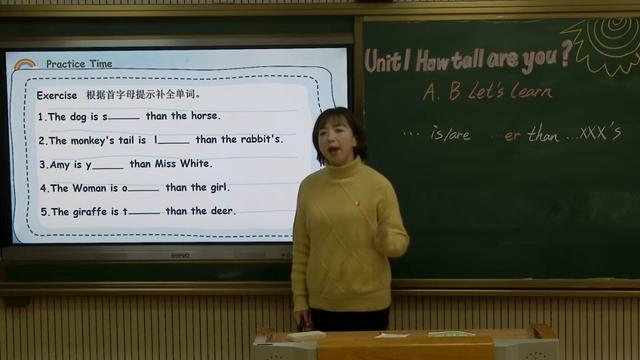 Practice Time
Exercise 根据首字母提示补全单词。
1.The dog is s_____ than the horse.
2.The monkey's tail is l_____ than the rabbit's.
3.Amy is y_____ than Miss White.
4.The Woman is o_____ than the girl.
5.The giraffe is t_____ than the deer.
Unit 1 How tall are you?
A. B Let's Learn
... is/are ... er than ... XXX's